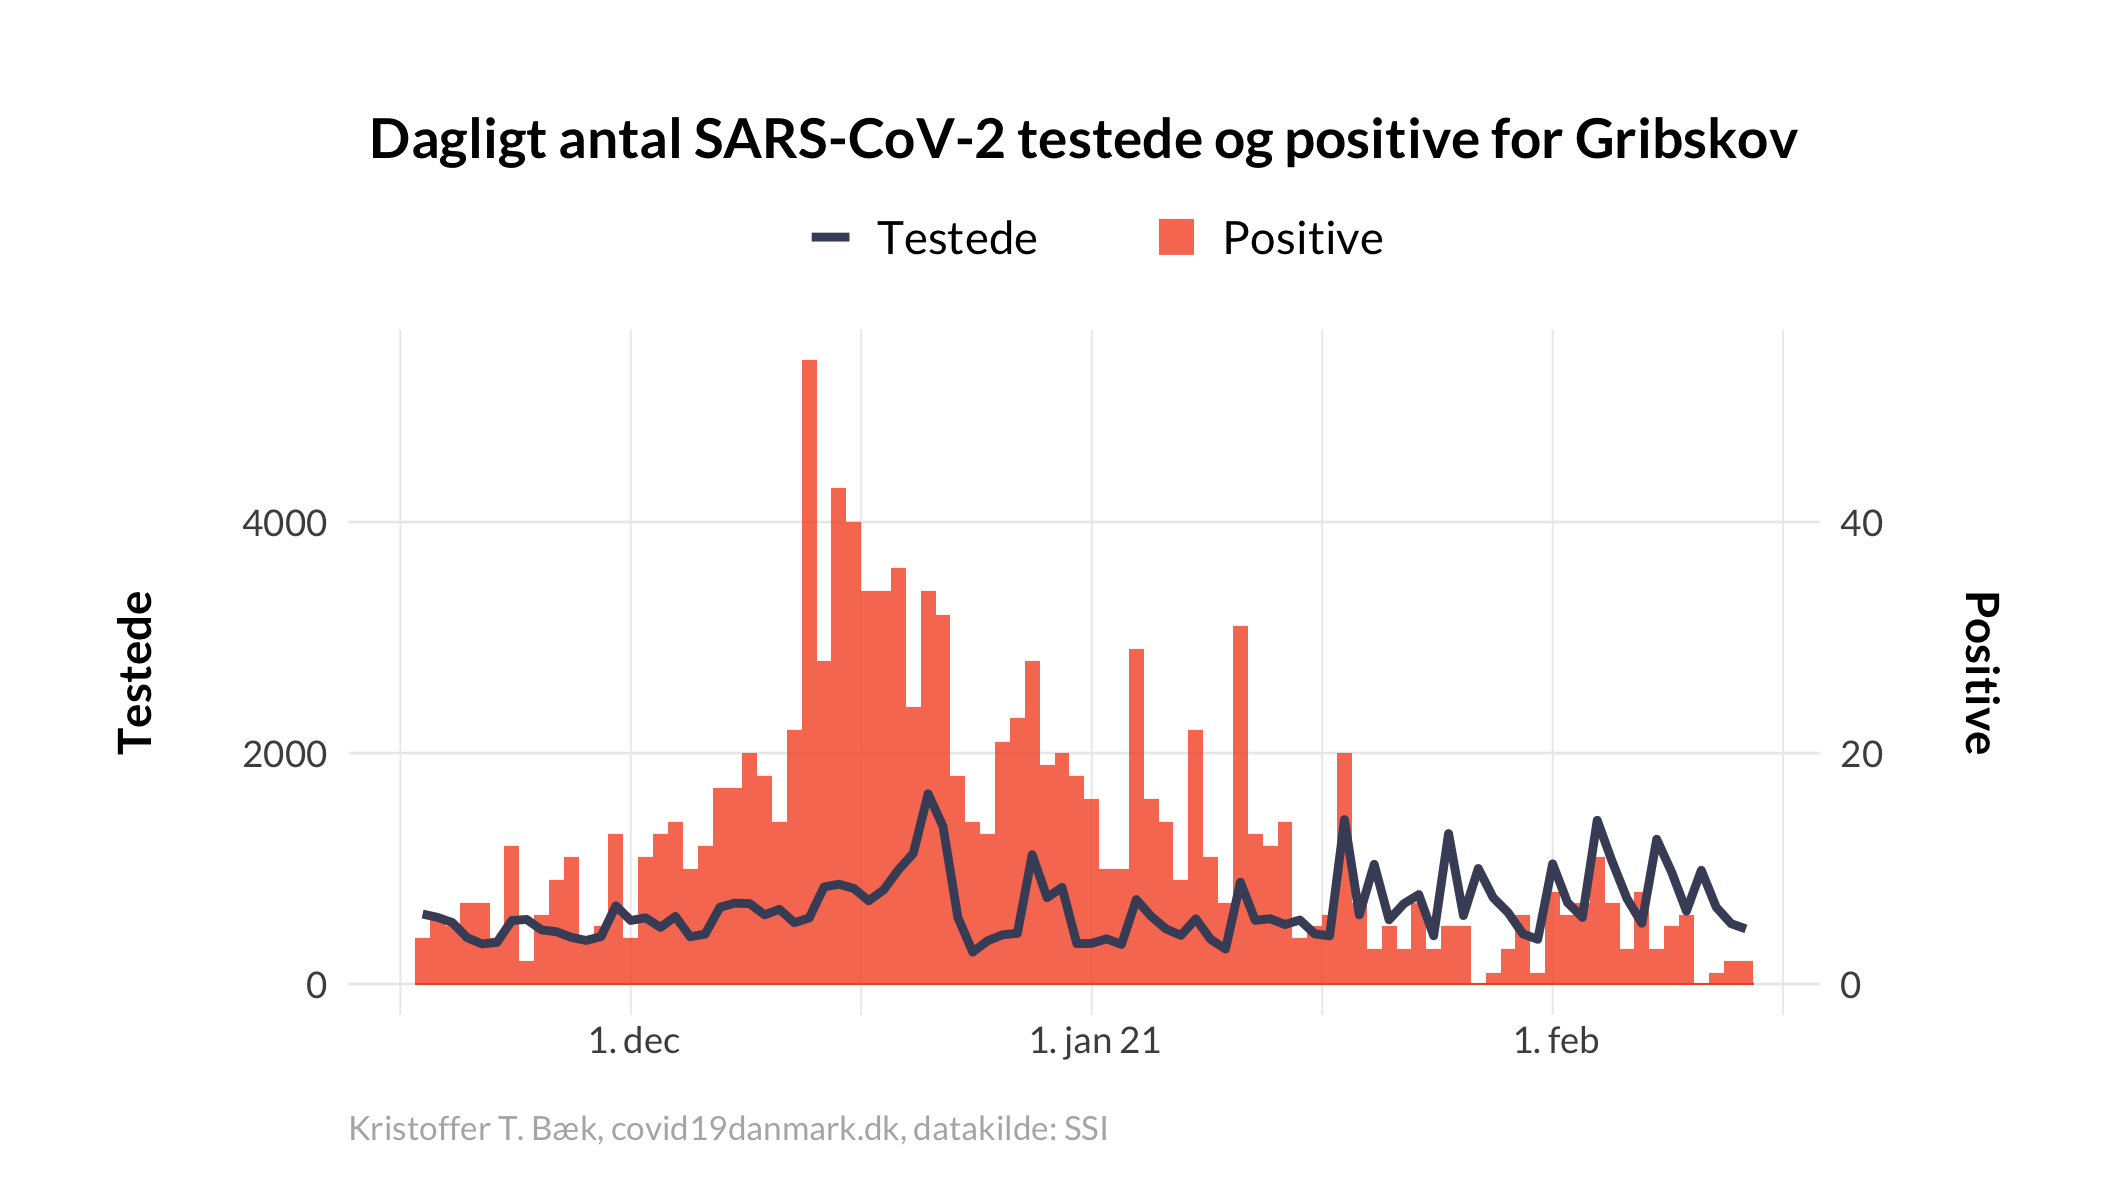 Dagligt antal SARS-CoV-2 testede og positive for Gribskov
Testede
Positive
4000
2000
0
Testede
40
20
0
Positive
1. dec
1. jan 21
1. feb
Kristoffer T. Bæk, covid19danmark.dk, datakilde: SSI